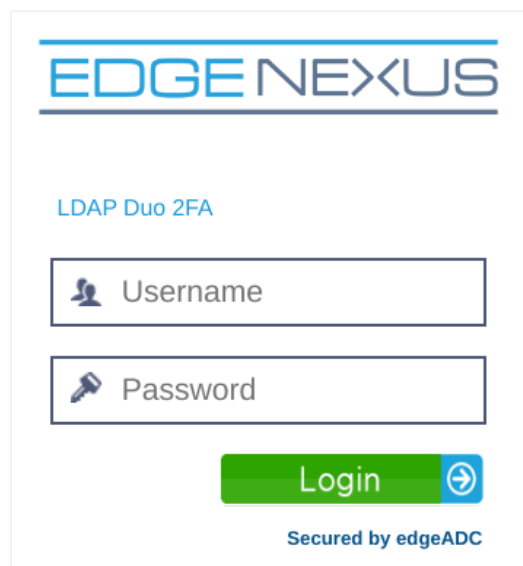 EDGENEXUS
LDAP Duo 2FA
Username
Password
Login
Secured by edgeADC